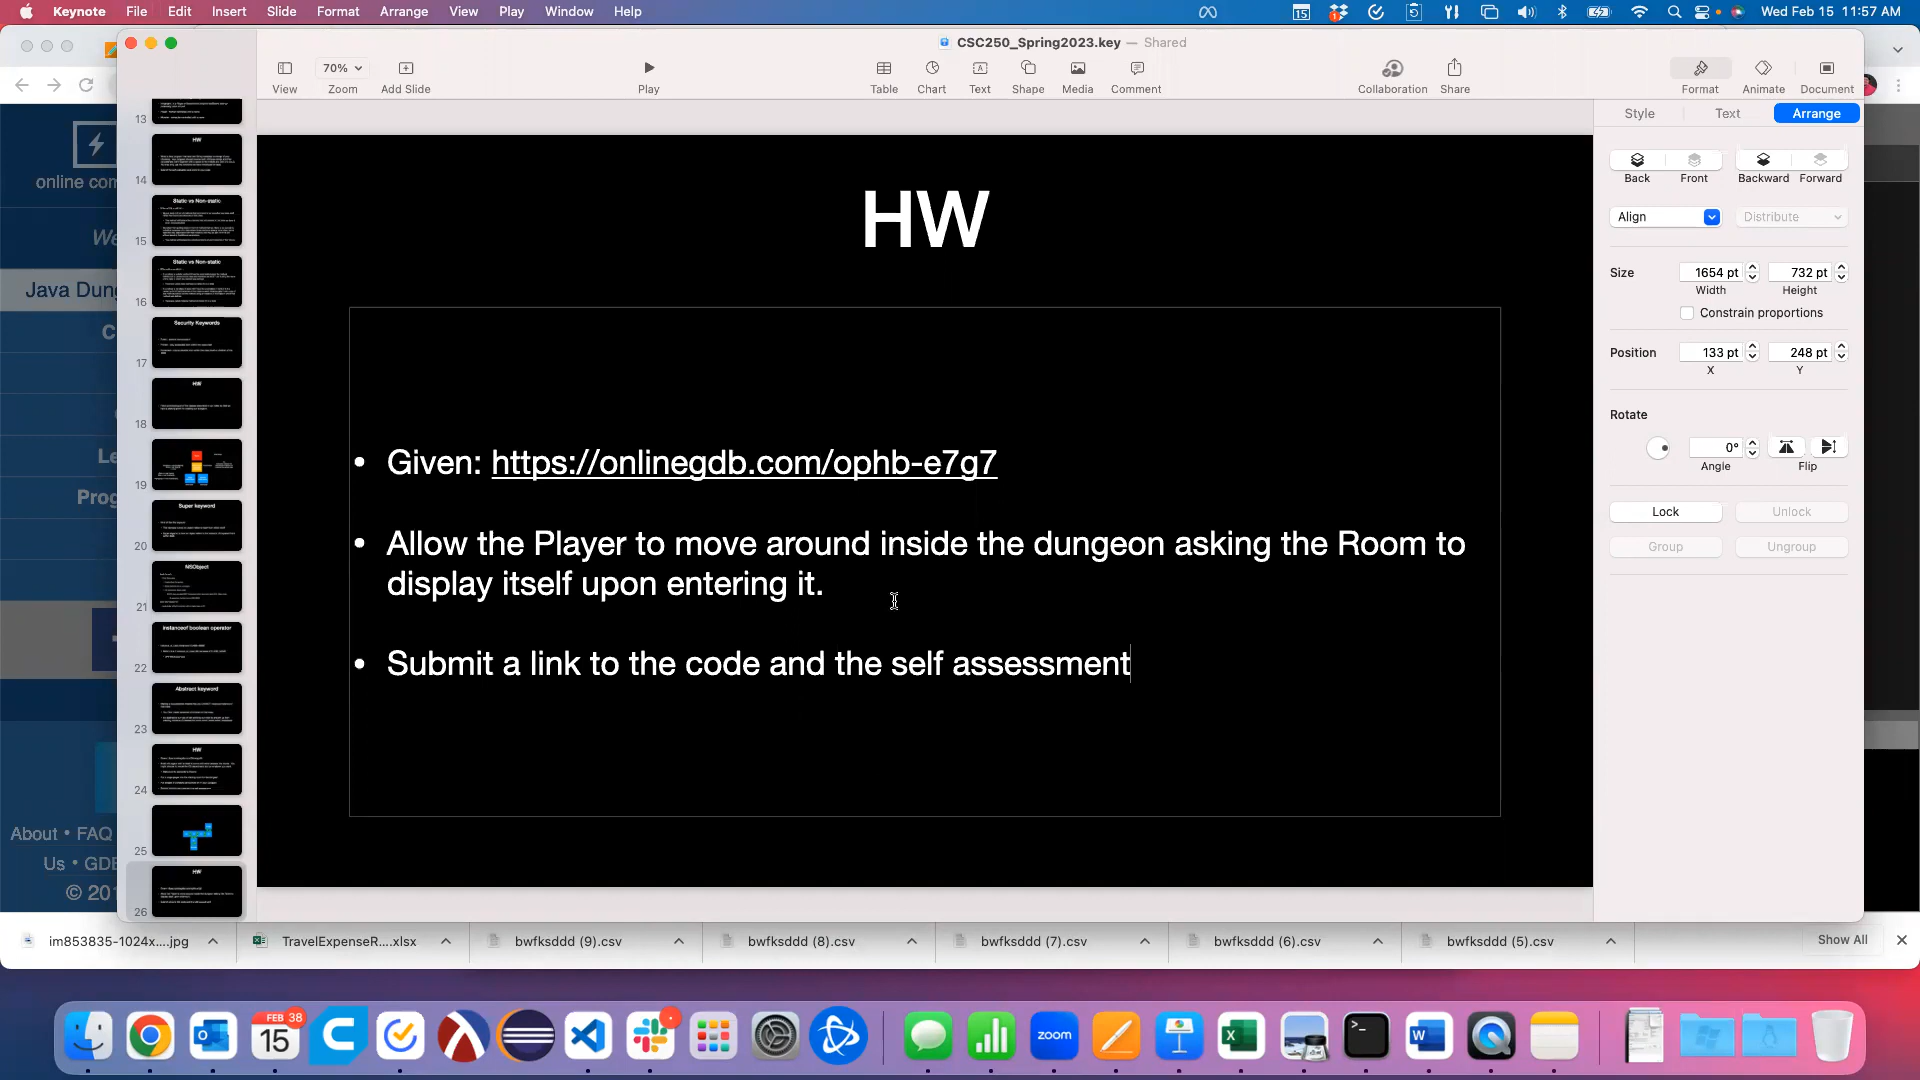 Keynote File Edit Insert Slide Format Arrange View Play Window Help
15 Wed Feb 15 11:57 AM
CSC250_Spring2023.key — Shared
70%
View Zoom Add Slide Play Table Chart Text Shape Media Comment Collaboration Share Format Animate Document
Style Text Arrange
Back Front Backward Forward
Align Distribute
Size 1654 pt 732 pt
Width Height
Constrain proportions
Position 133 pt 248 pt
X Y
Rotate
0°
Angle Flip
Lock Unlock
Group Ungroup
online com
We
Java Dung
C
Le
Prog
About • FAQ
Us • GDB
© 201
13
HW
14
Static vs Non-static
15
Static vs Non-static
16
Security Keywords
17
HW
18
19
Super keyword
20
NSObject
21
instanceof boolean operator
22
Abstract keyword
23
HW
24
25
HW
26
HW
• Given: https://onlinegdb.com/ophb-e7g7
• Allow the Player to move around inside the dungeon asking the Room to
display itself upon entering it.
• Submit a link to the code and the self assessment
im853835-1024x....jpg TravelExpenseR....xlsx bwfksddd (9).csv bwfksddd (8).csv bwfksddd (7).csv bwfksddd (6).csv bwfksddd (5).csv Show All
FEB 38
15
zoom